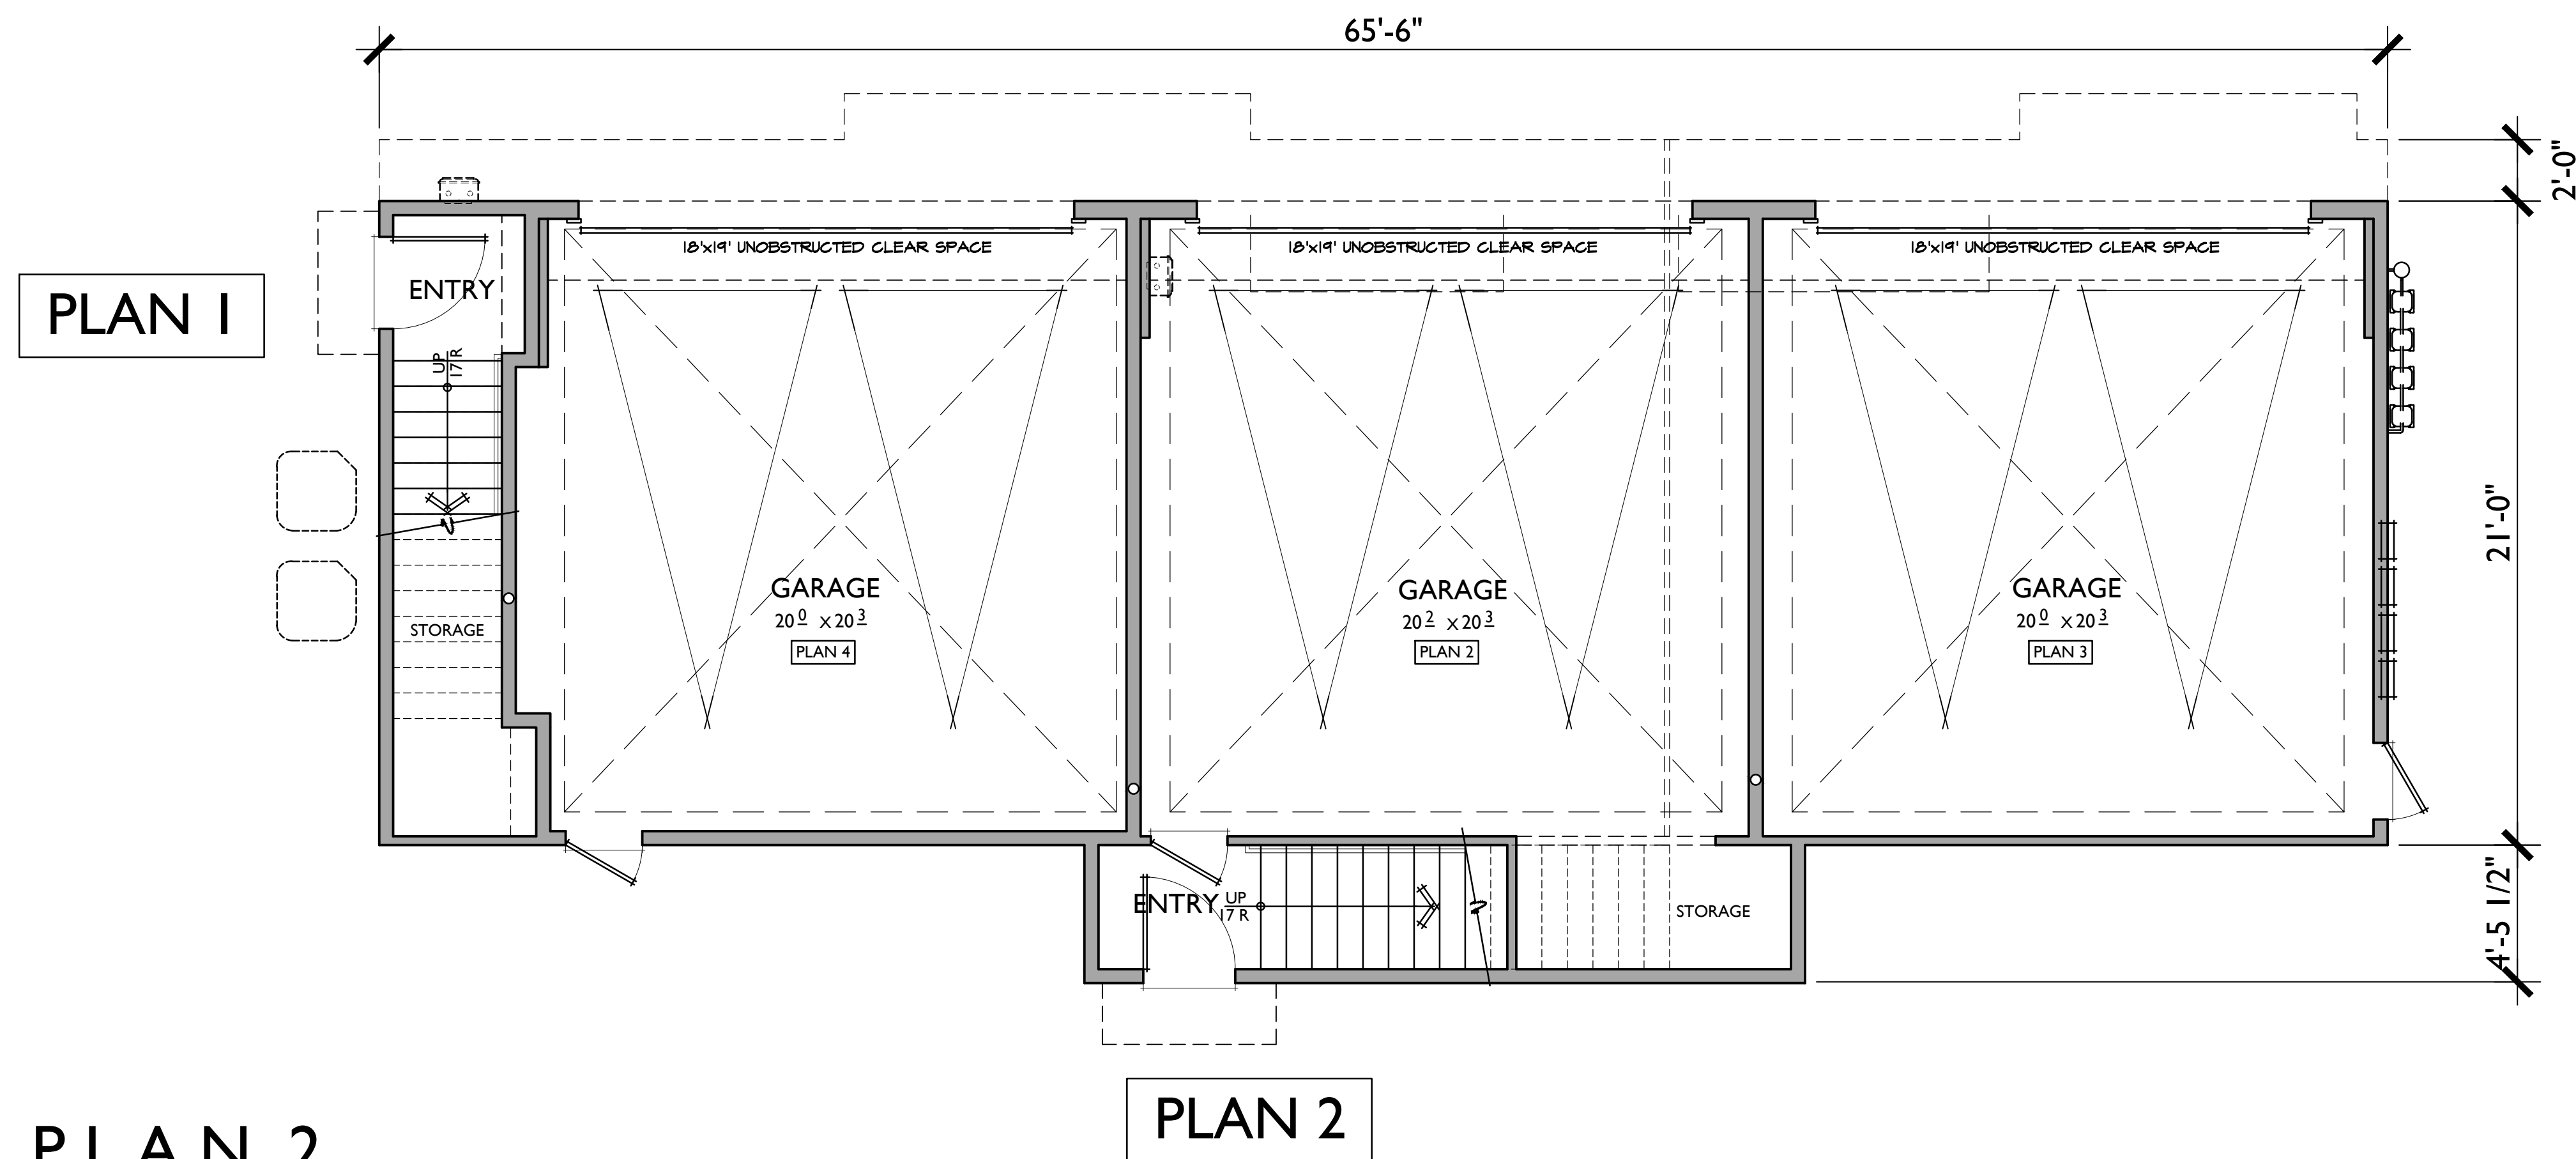 65'-6"
2'-0"
18'x19' UNOBSTRUCTED CLEAR SPACE
18'x19' UNOBSTRUCTED CLEAR SPACE
18'x19' UNOBSTRUCTED CLEAR SPACE
ENTRY
PLAN 1
UP
17 R
21'-0"
GARAGE
20 0 x 20 3
PLAN 4
GARAGE
20 2 x 20 3
PLAN 2
GARAGE
20 0 x 20 3
PLAN 3
STORAGE
ENTRY
UP
17 R
STORAGE
4'-5 1/2"
PLAN 2
PLAN 2